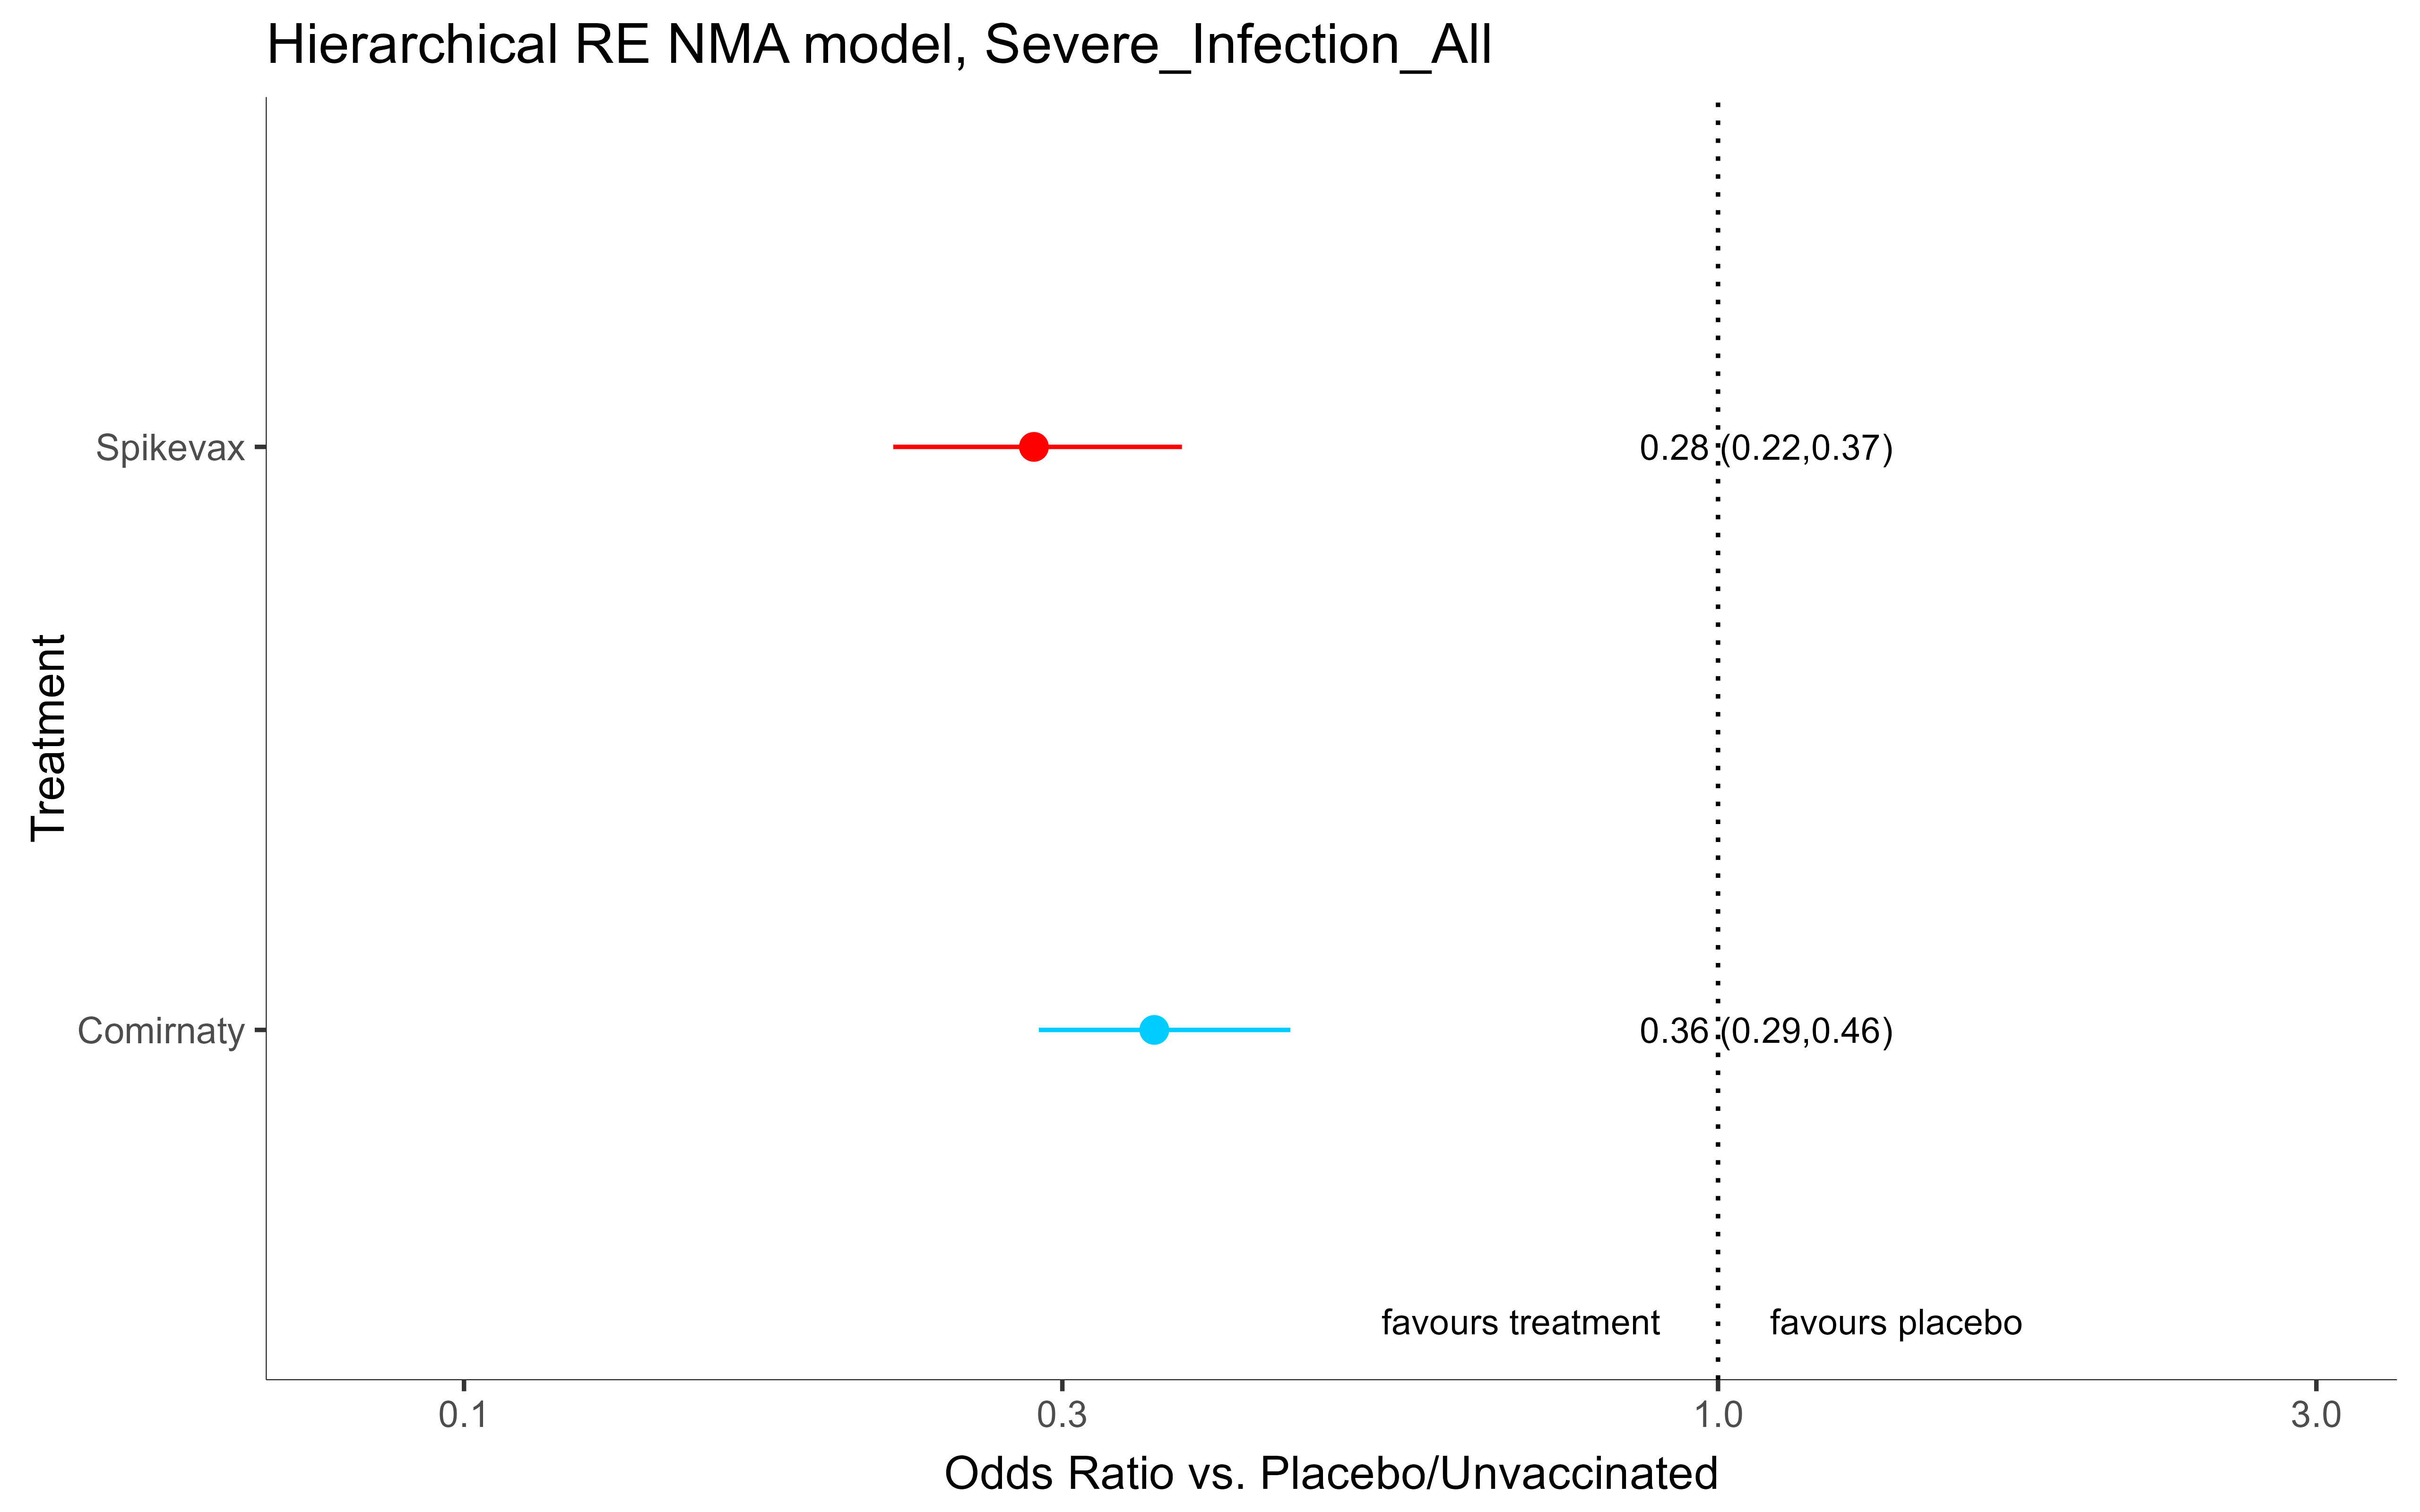 Hierarchical RE NMA model, Severe_Infection_All
Treatment
Spikevax
0.28 (0.22,0.37)
Comirnaty
0.36 (0.29,0.46)
favours treatment
favours placebo
0.1
0.3
1.0
3.0
Odds Ratio vs. Placebo/Unvaccinated